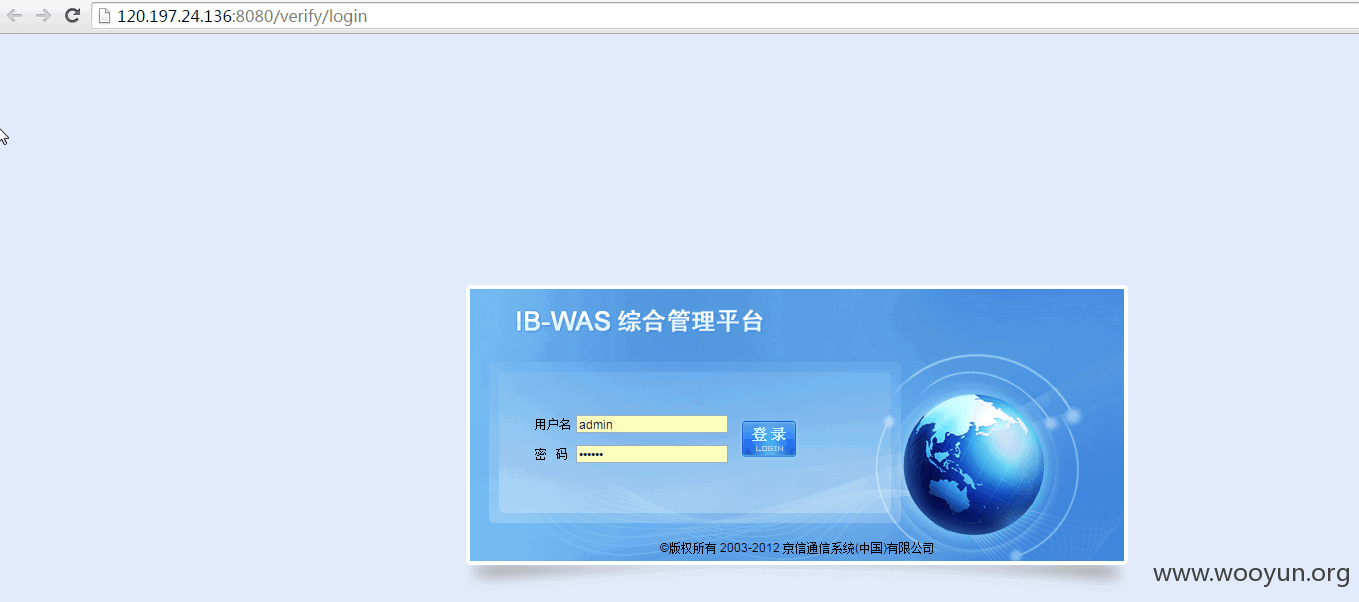 120.197.24.136:8080/verify/login
IB-WAS 综合管理平台
用户名 admin
登 录
LOGIN
密 码 ••••••
©版权所有 2003-2012 京信通信系统(中国)有限公司
www.wooyun.org